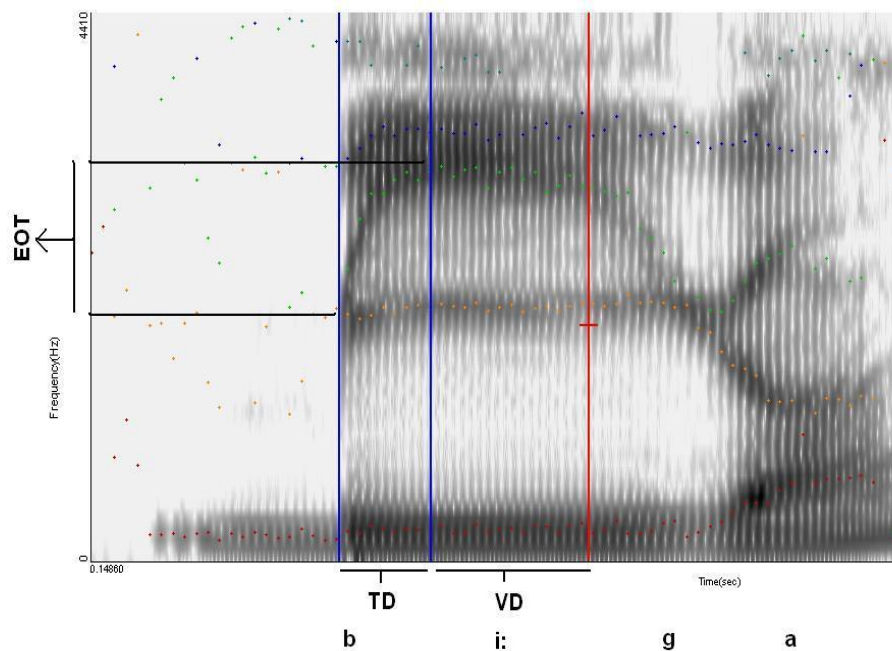 4410
EOT
Frequency(Hz)
0
0.14860
Time(sec)
TD VD
b i: g a